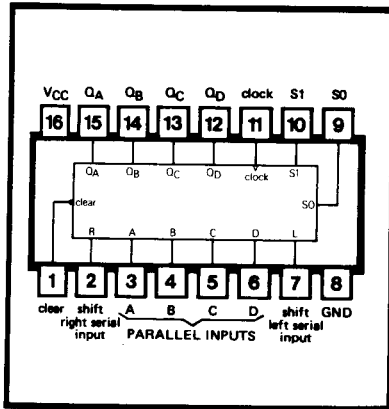 VCC QA QB QC QD clock S1 S0
16 15 14 13 12 11 10 9
QA QB QC QD clock S1
clear S0
R A B C D L
1 2 3 4 5 6 7 8
clear shift right serial input A B C D shift left serial input GND
PARALLEL INPUTS